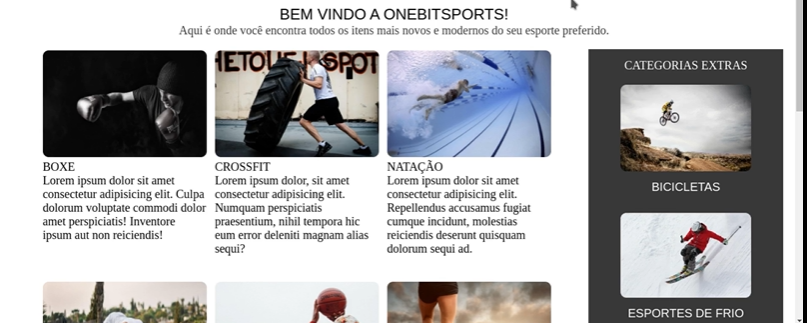 BEM VINDO A ONEBITSPORTS!
Aqui é onde você encontra todos os itens mais novos e modernos do seu esporte preferido.
BOXE
Lorem ipsum dolor sit amet
consectetur adipisicing elit. Culpa
dolorum voluptate commodi dolor
amet perspiciatis! Inventore
ipsum aut non reiciendis!
CROSSFIT
Lorem ipsum dolor, sit amet
consectetur adipisicing elit.
Numquam perspiciatis
praesentium, nihil tempora hic
eum error deleniti magnam alias
sequi?
NATAÇÃO
Lorem ipsum dolor sit amet
consectetur adipisicing elit.
Repellendus accusamus fugiat
cumque incidunt, molestias
reiciendis deserunt quisquam
dolorum sequi ad.
CATEGORIAS EXTRAS
BICICLETAS
ESPORTES DE FRIO